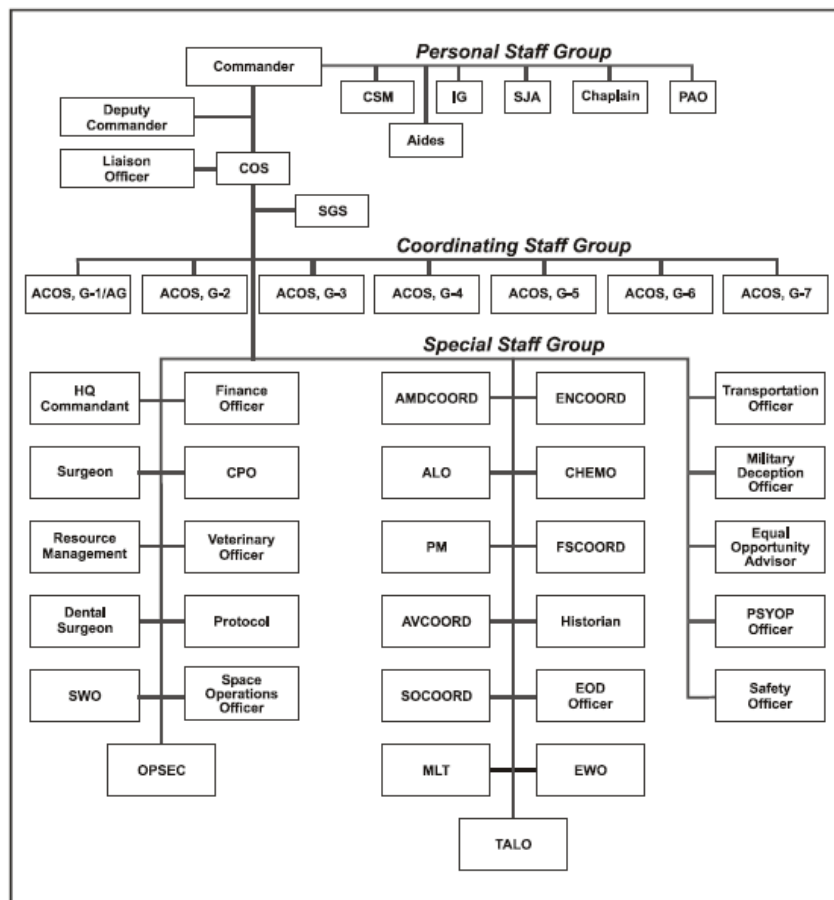 Personal Staff Group
Commander
CSM
IG
SJA
Chaplain
PAO
Aides
Deputy
Commander
Liaison
Officer
COS
SGS
Coordinating Staff Group
ACOS, G-1/AG
ACOS, G-2
ACOS, G-3
ACOS, G-4
ACOS, G-5
ACOS, G-6
ACOS, G-7
Special Staff Group
HQ
Commandant
Finance
Officer
AMDCOORD
ENCOORD
Transportation
Officer
Surgeon
CPO
ALO
CHEMO
Military
Deception
Officer
Resource
Management
Veterinary
Officer
PM
FSCOORD
Equal
Opportunity
Advisor
Dental
Surgeon
Protocol
AVCOORD
Historian
PSYOP
Officer
SWO
Space
Operations
Officer
SOCOORD
EOD
Officer
Safety
Officer
OPSEC
MLT
EWO
TALO